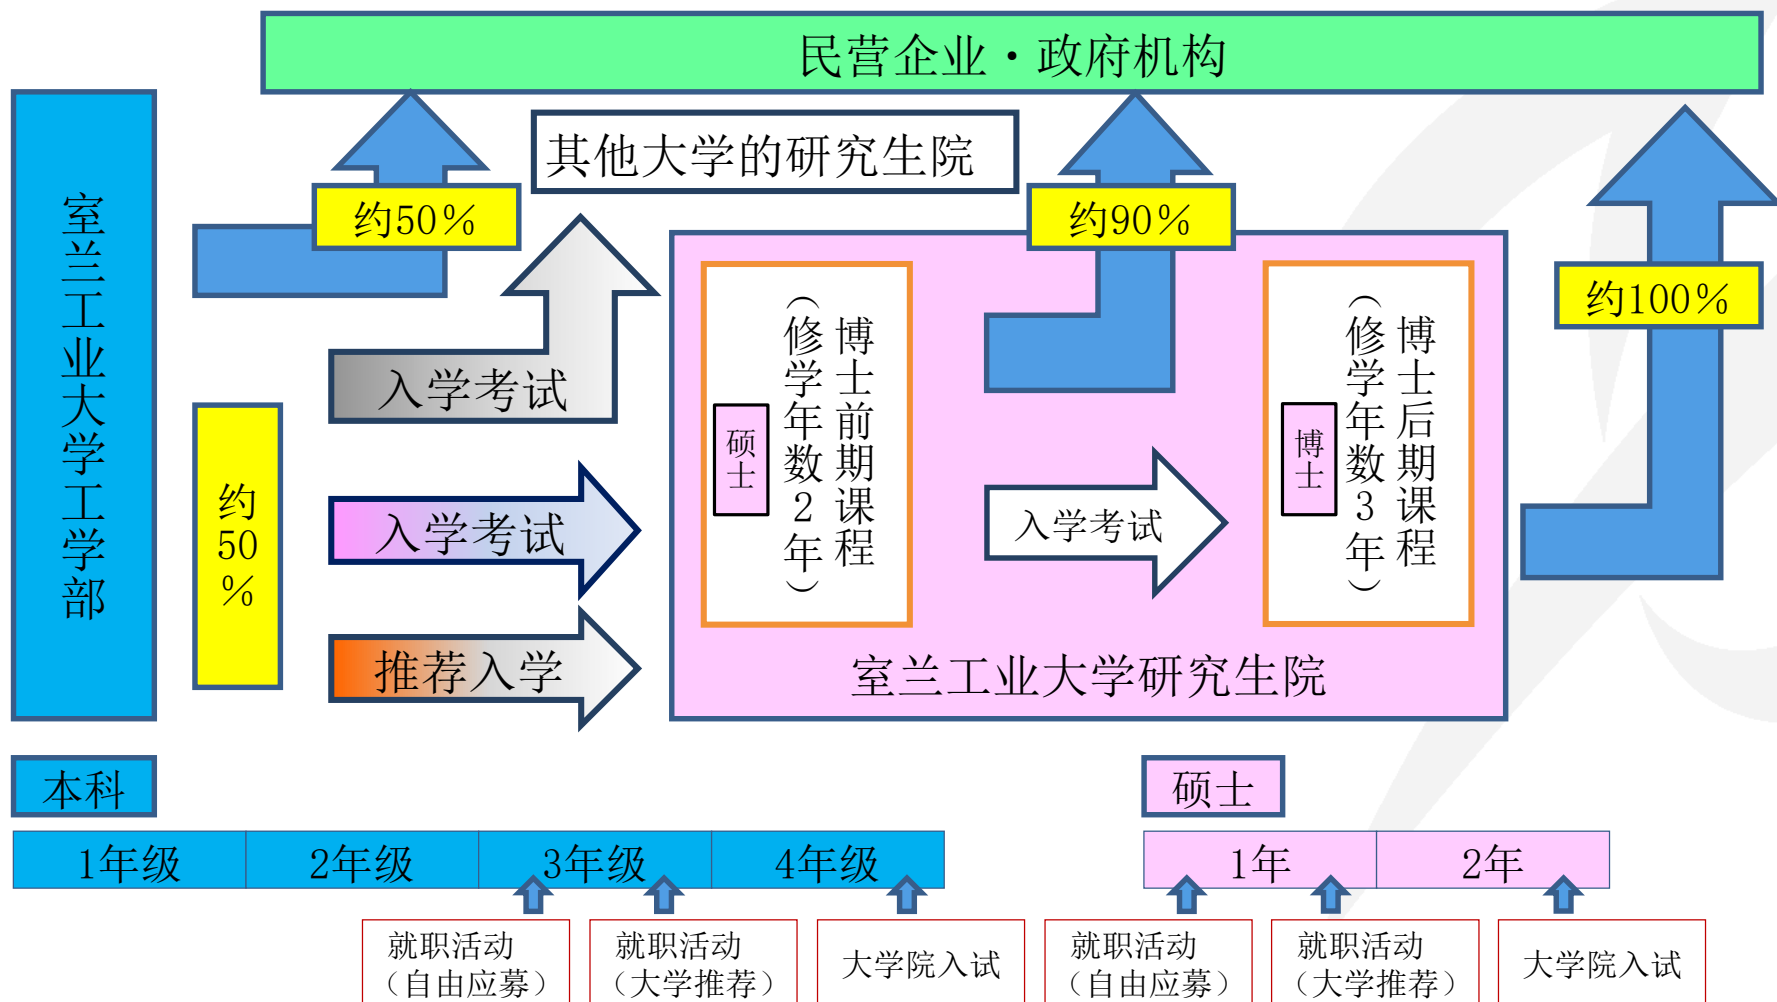 民营企业・政府机构
其他大学的研究生院
约50％
约90％
约100％
室兰工业大学工学部
约
50
％
入学考试
入学考试
推荐入学
博士前期课程
（修学年数2年）
硕士
入学考试
博士后期课程
（修学年数3年）
博士
室兰工业大学研究生院
本科
1年级 2年级 3年级 4年级
就职活动
（自由应募）
就职活动
（大学推荐）
大学院入试
硕士
1年 2年
就职活动
（自由应募）
就职活动
（大学推荐）
大学院入试